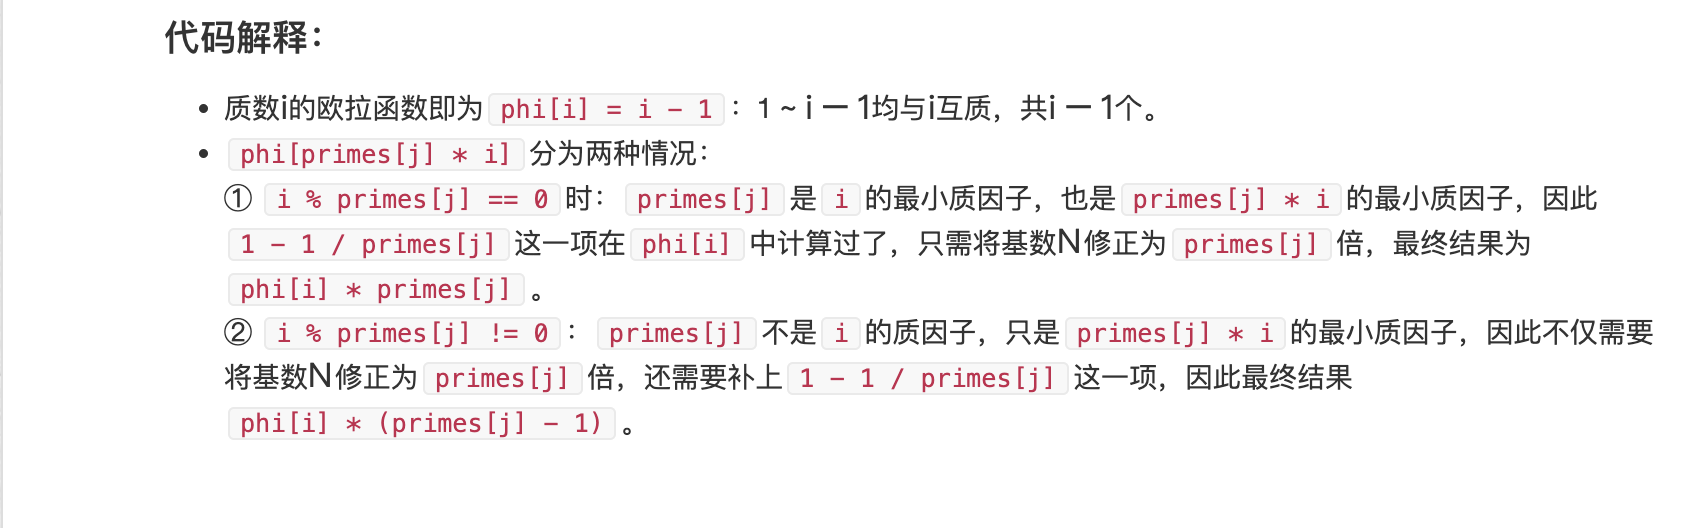 代码解释：
• 质数i的欧拉函数即为 phi[i] = i - 1 ：1 ~ i − 1均与i互质，共i − 1个。
• phi[primes[j] * i] 分为两种情况：
① i % primes[j] == 0 时： primes[j] 是 i 的最小质因子，也是 primes[j] * i 的最小质因子，因此
1 - 1 / primes[j] 这一项在 phi[i] 中计算过了，只需将基数N修正为 primes[j] 倍，最终结果为
phi[i] * primes[j] 。
② i % primes[j] != 0 ： primes[j] 不是 i 的质因子，只是 primes[j] * i 的最小质因子，因此不仅需要
将基数N修正为 primes[j] 倍，还需要补上 1 - 1 / primes[j] 这一项，因此最终结果
phi[i] * (primes[j] - 1) 。